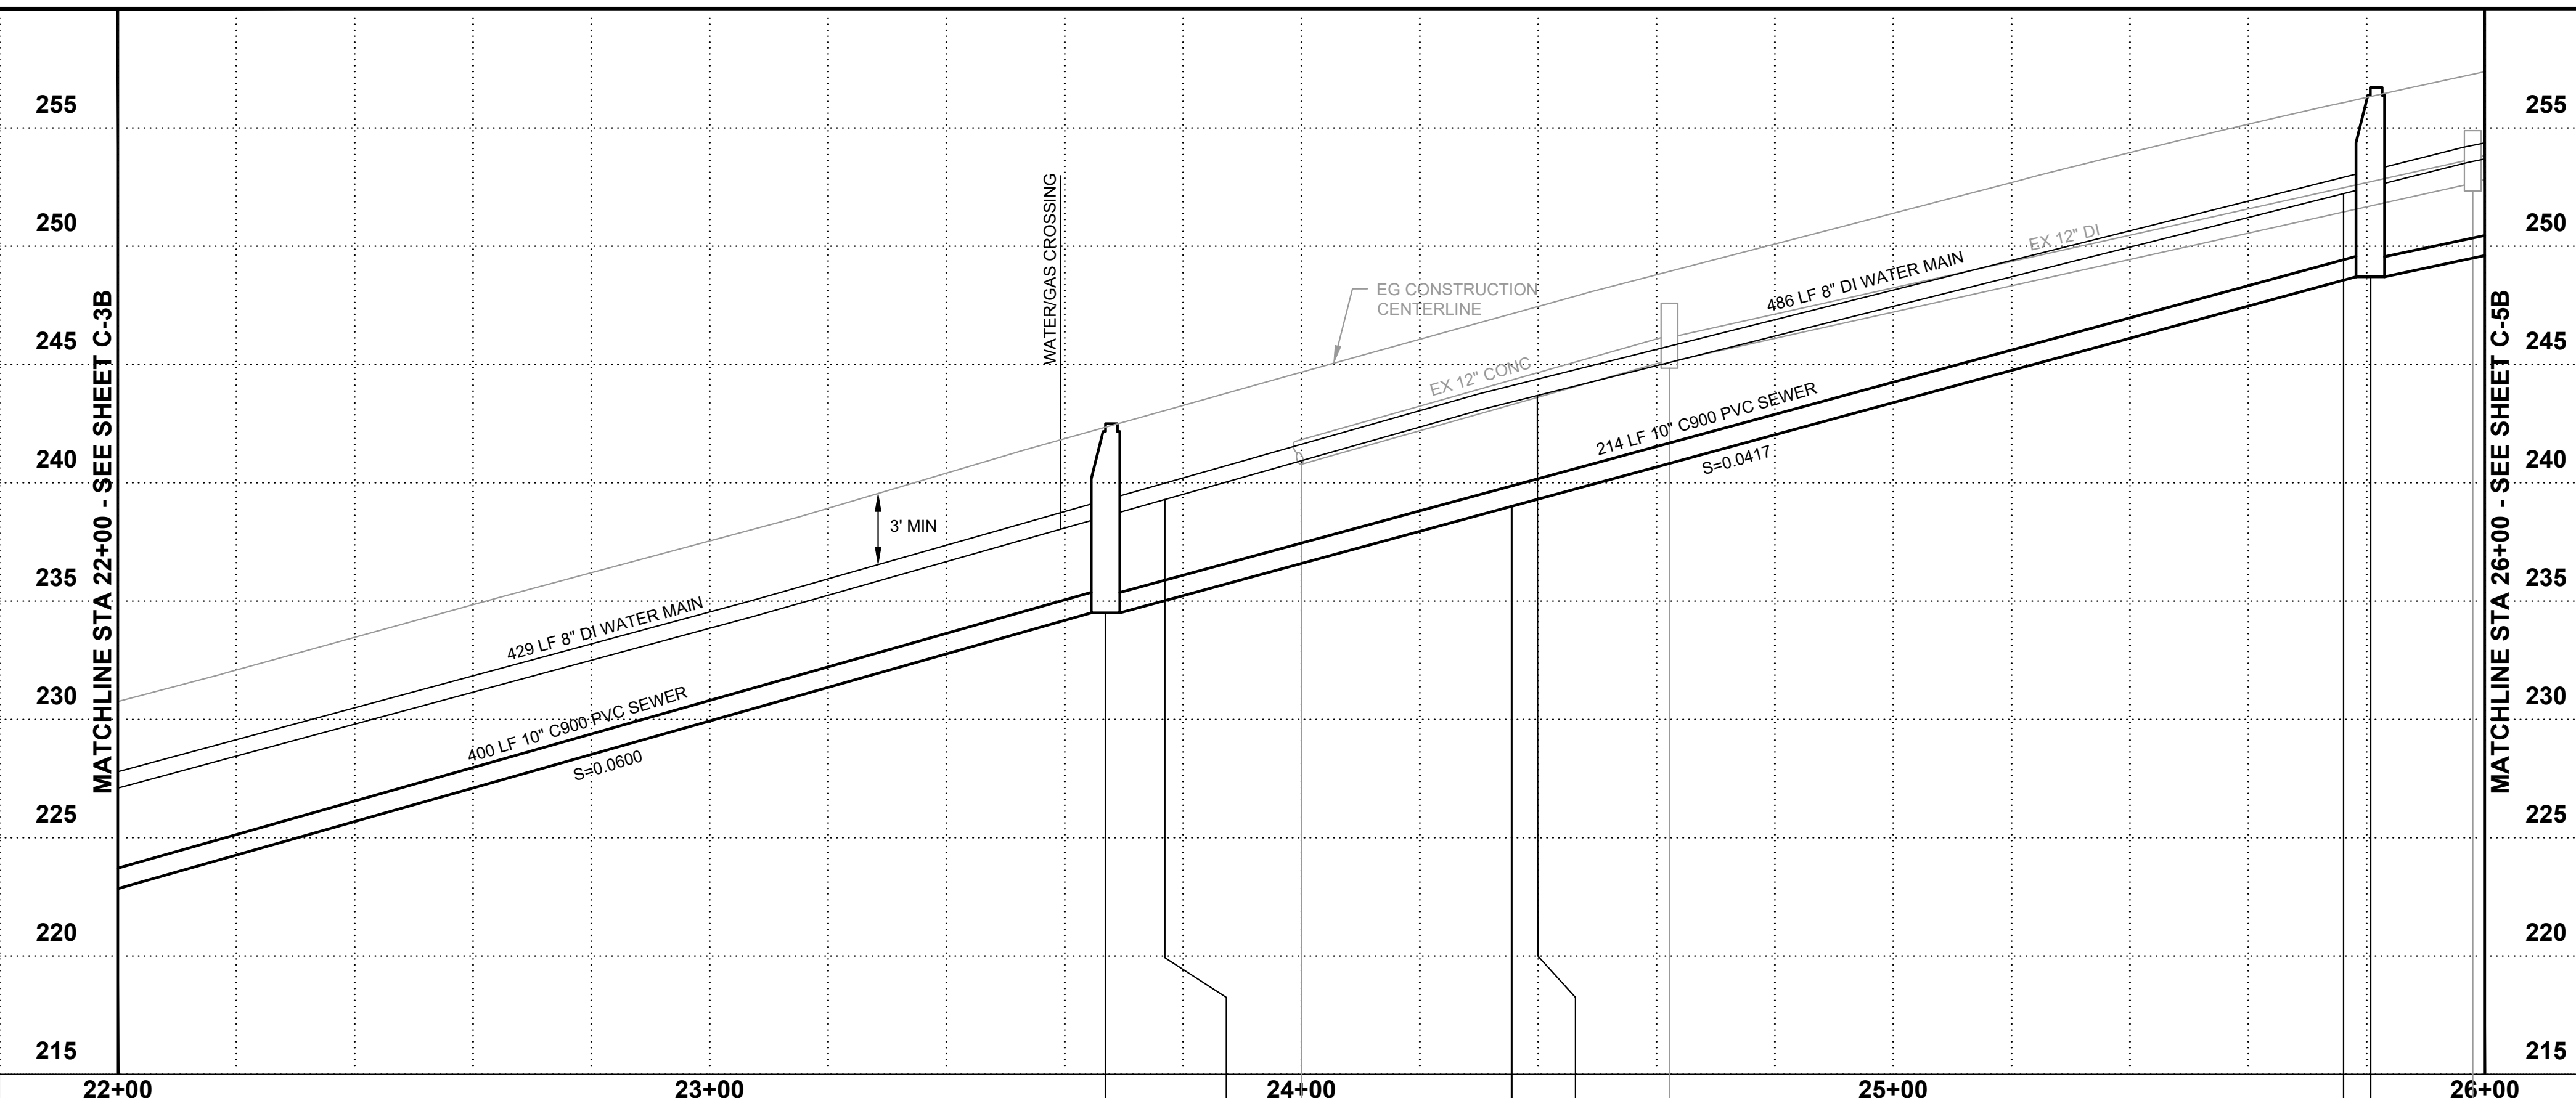 255
250
245
240
235
230
225
220
215
MATCHLINE STA 22+00 - SEE SHEET C-3B
429 LF 8" DI WATER MAIN
400 LF 10" C900 PVC SEWER
S=0.0600
3' MIN
WATER/GAS CROSSING
EG CONSTRUCTION
CENTERLINE
EX 12" CONC
486 LF 8" DI WATER MAIN
EX 12" DI
214 LF 10" C900 PVC SEWER
S=0.0417
MATCHLINE STA 26+00 - SEE SHEET C-5B
255
250
245
240
235
230
225
220
215
22+00
23+00
24+00
25+00
26+00